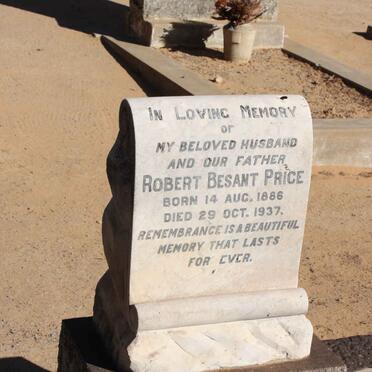 In Loving Memory
of
MY BELOVED HUSBAND
AND OUR FATHER
Robert Besant Price
BORN 14 AUG. 1886
DIED 29 OCT. 1937.
REMEMBRANCE IS A BEAUTIFUL
MEMORY THAT LASTS
FOR EVER.